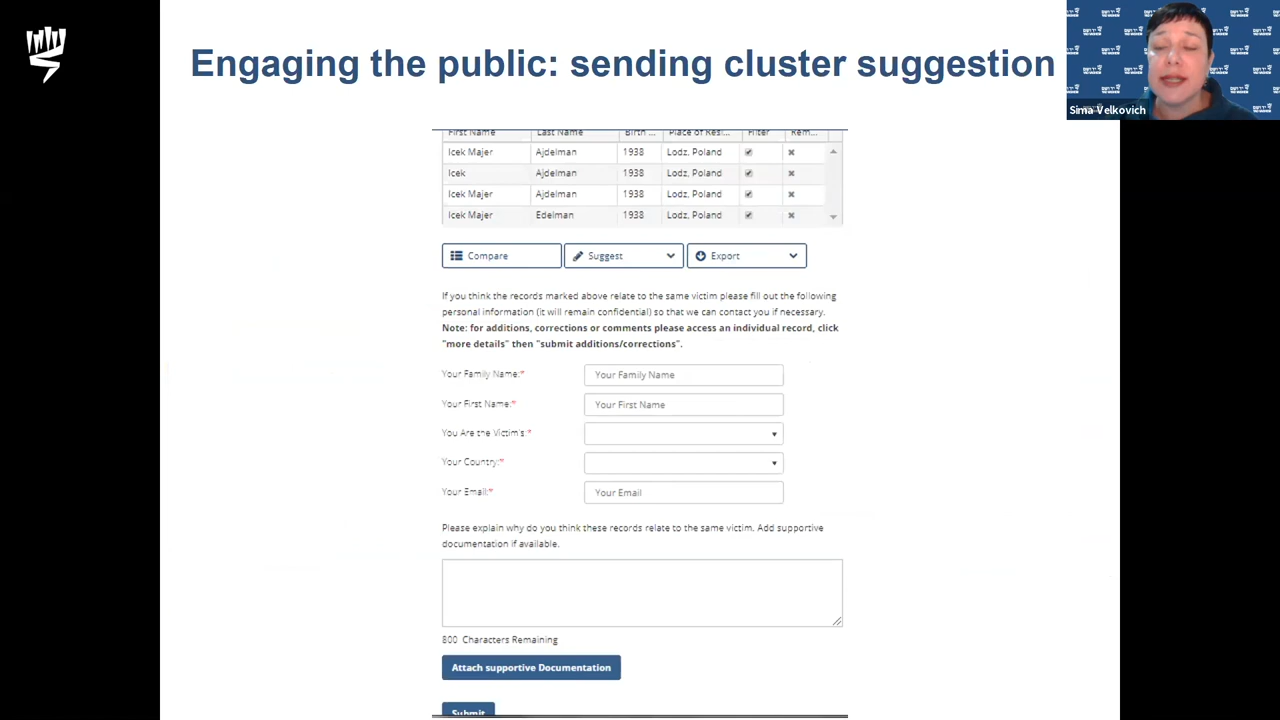 Engaging the public: sending cluster suggestion
Sima Velkovich
First Name Last Name Birth ... Place of Resi... Filter Rem...
Icek Majer Ajdelman 1938 Lodz, Poland
Icek Ajdelman 1938 Lodz, Poland
Icek Majer Ajdelman 1938 Lodz, Poland
Icek Majer Edelman 1938 Lodz, Poland
Compare Suggest Export
If you think the records marked above relate to the same victim please fill out the following
personal information (it will remain confidential) so that we can contact you if necessary.
Note: for additions, corrections or comments please access an individual record, click
"more details" then "submit additions/corrections".
Your Family Name:* Your Family Name
Your First Name:* Your First Name
You Are the Victim's:*
Your Country:*
Your Email:* Your Email
Please explain why do you think these records relate to the same victim. Add supportive
documentation if available.
800 Characters Remaining
Attach supportive Documentation
Submit